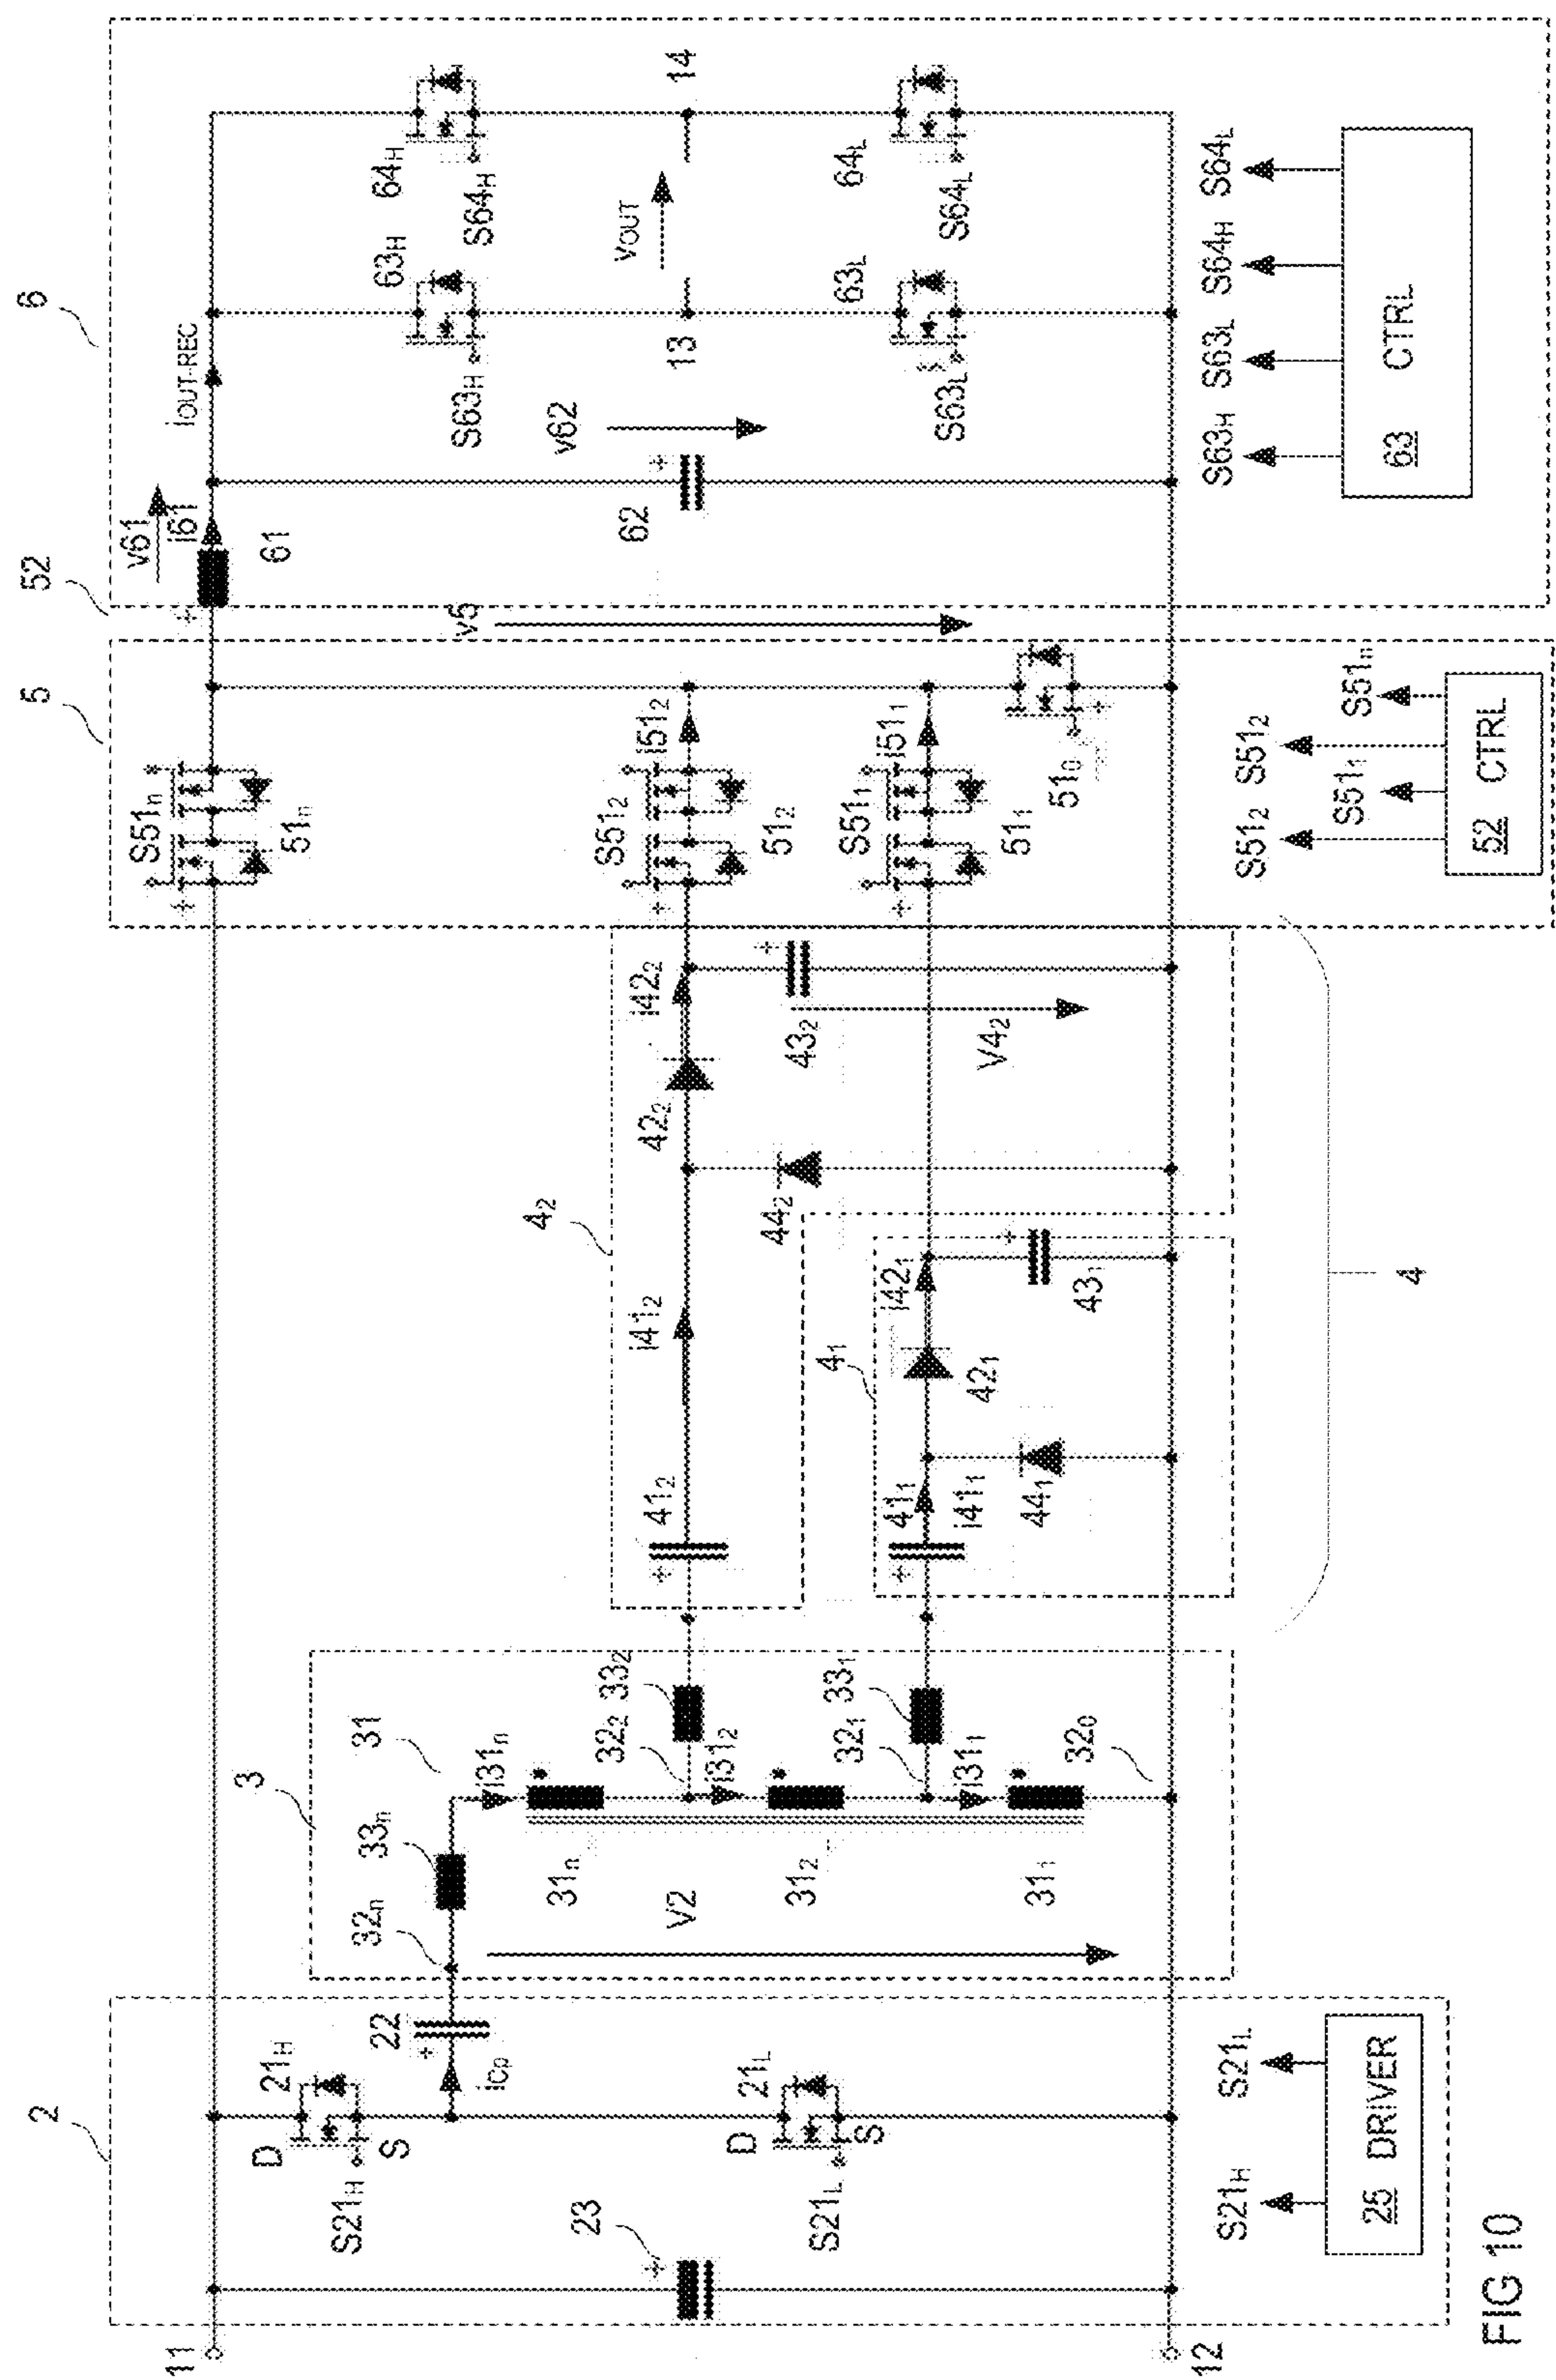 11
12
2
23
D
21H
S
S21H
22
iCp
D
21L
S
S21L
S21H
S21L
25 DRIVER
3
31
32n
33n
i31n
31n
V2
322
332
i312
312
321
331
i311
311
320
4
42
412
i412
422
i422
442
432
V42
41
411
i411
441
421
i421
431
5
S51n
51n
S512
i512
512
S511
i511
511
510
S512
S511
S512
S51n
52 CTRL
52
v5
6
v61
i61
61
iOUT-REC
62
v62
63H
S63H
64H
S64H
13
vOUT
14
63L
S63L
64L
S64L
S63H
S63L
S64H
S64L
63 CTRL
FIG 10